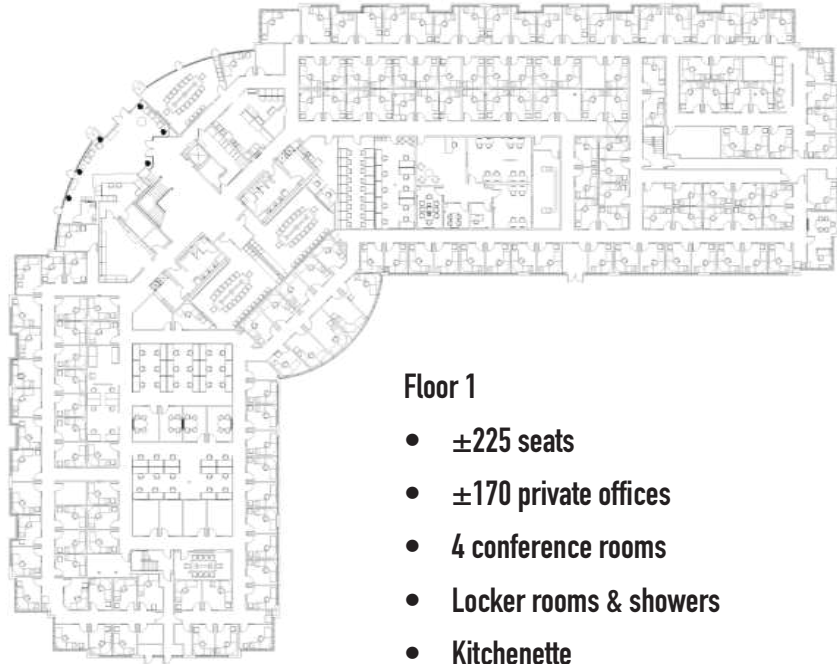 Floor 1
• ±225 seats
• ±170 private offices
• 4 conference rooms
• Locker rooms & showers
• Kitchenette